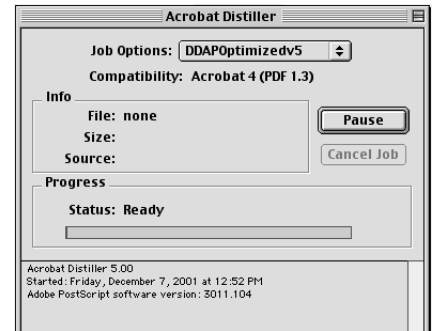 Acrobat Distiller
Job Options: DDAPOptimizedv5
Compatibility: Acrobat 4 (PDF 1.3)
Info
File: none
Size:
Source:
Pause
Cancel Job
Progress
Status: Ready
Acrobat Distiller 5.00
Started: Friday, December 7, 2001 at 12:52 PM
Adobe PostScript software version: 3011.104